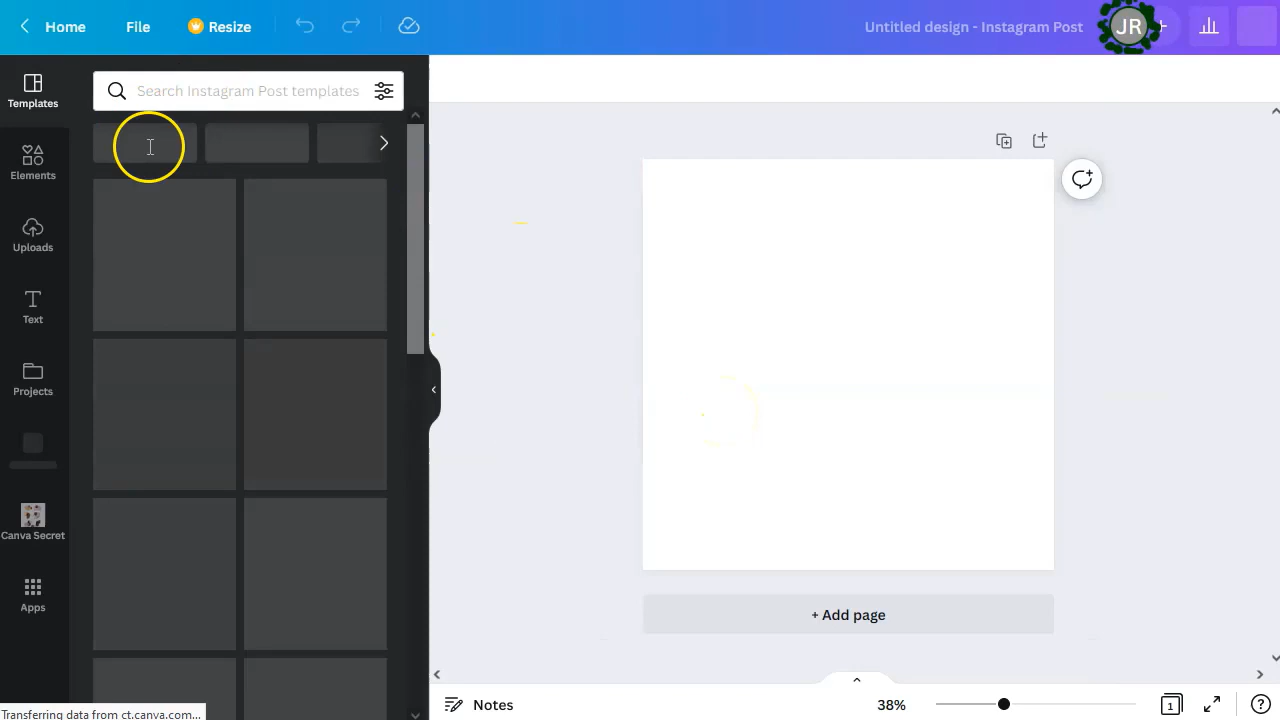 Home File Resize Untitled design - Instagram Post JR +
Templates
Search Instagram Post templates
Elements
Uploads
Text
Projects
Canva Secret
Apps
+ Add page
Notes 38% 1
Transferring data from ct.canva.com...